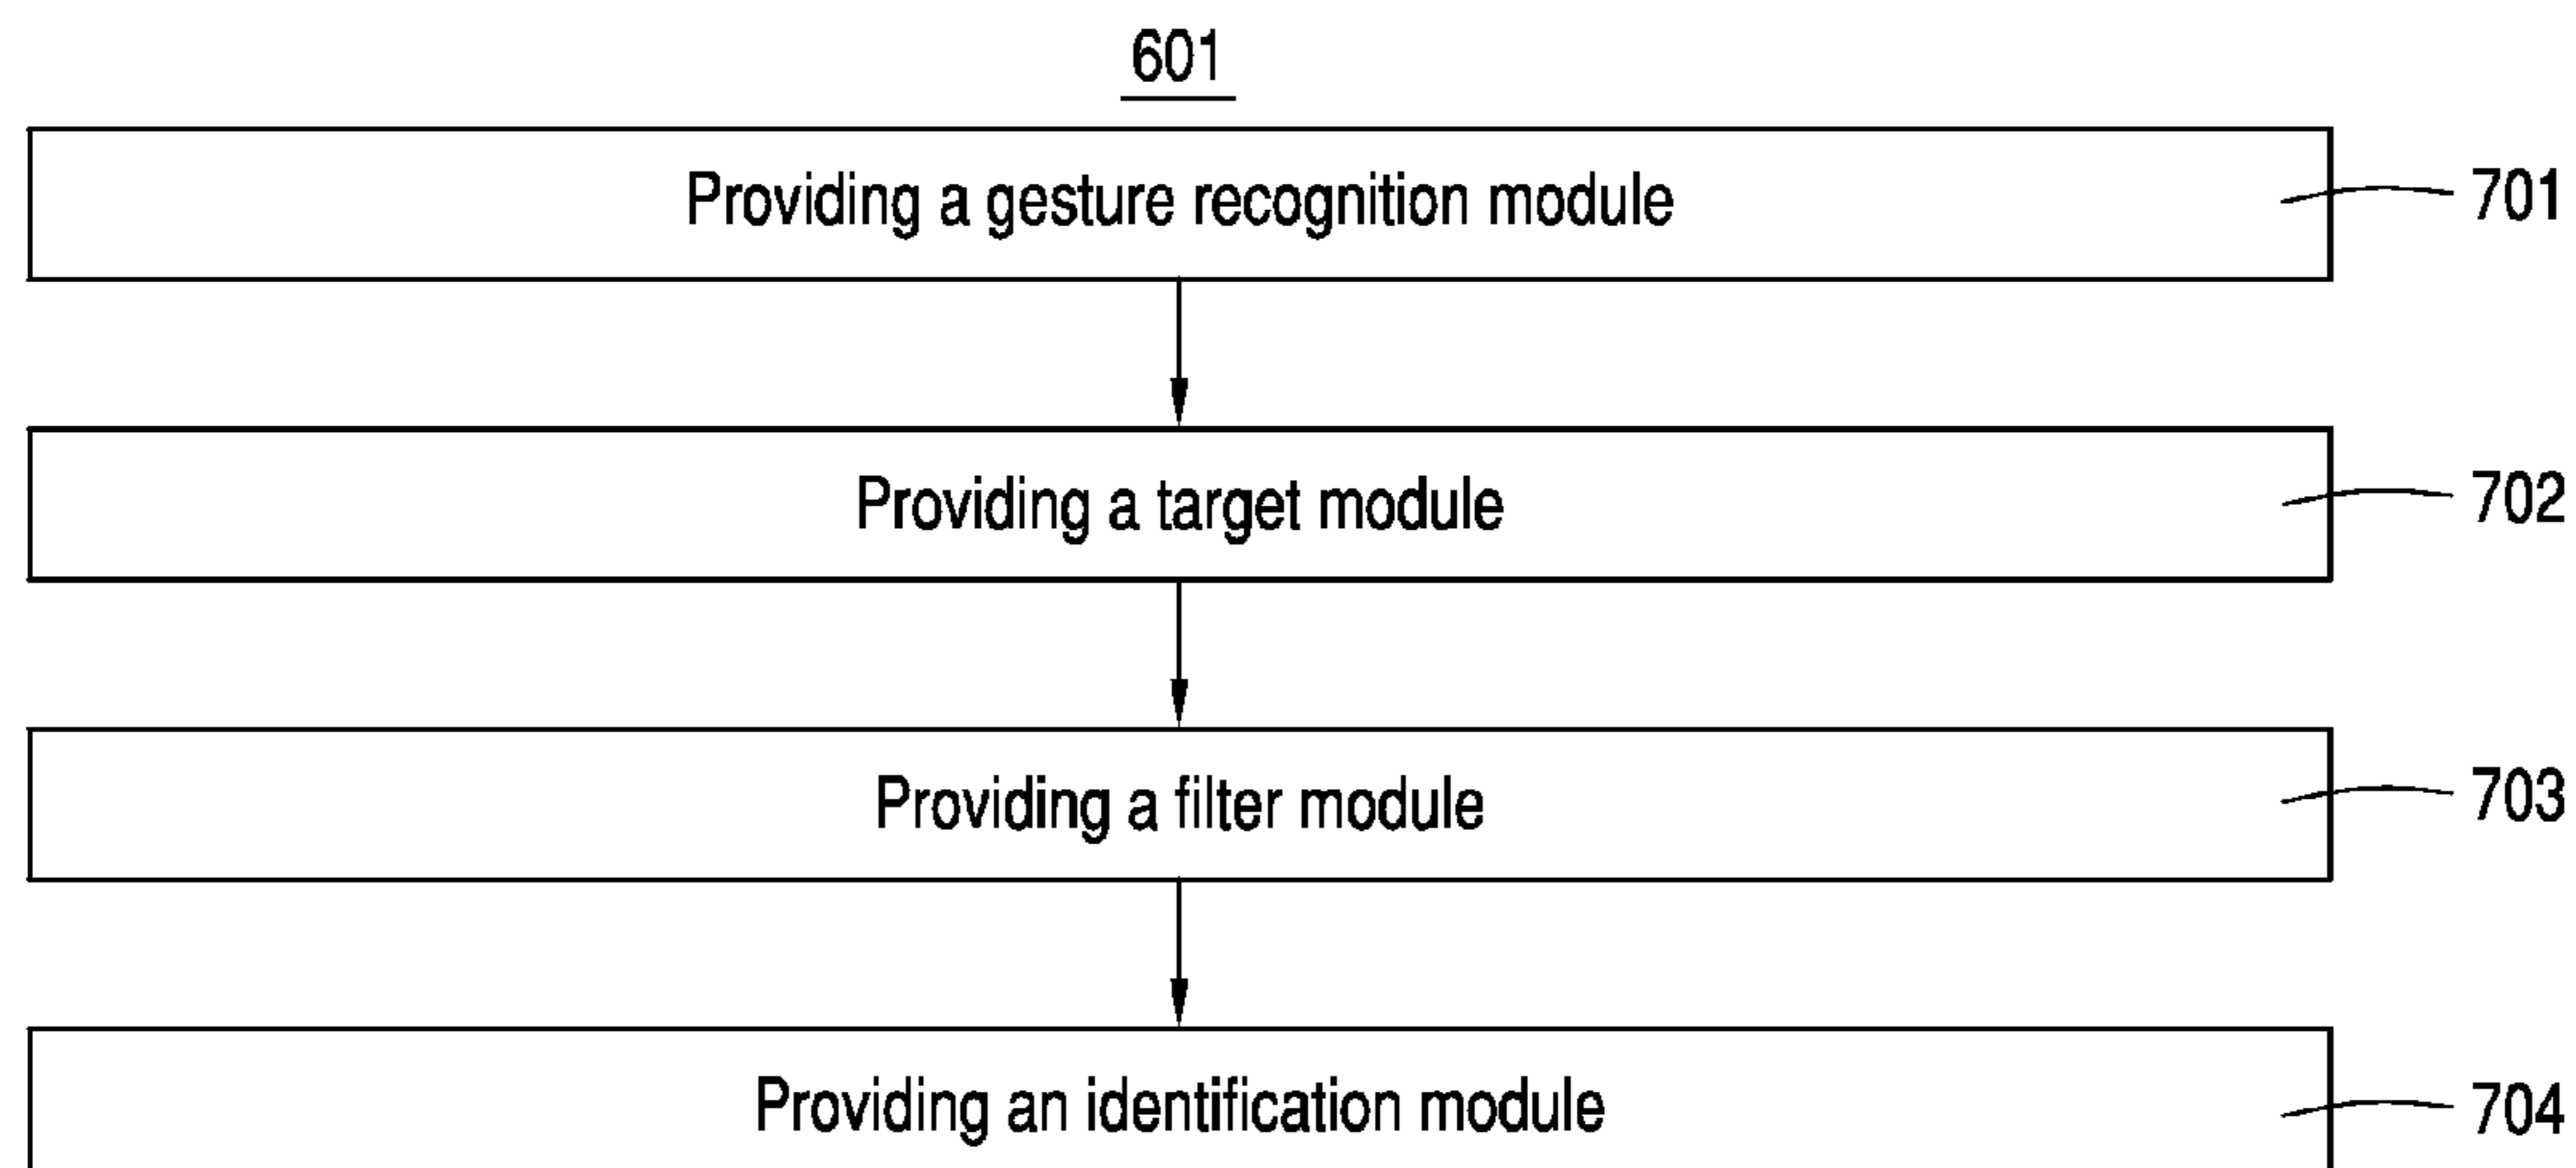 601
Providing a gesture recognition module
701
Providing a target module
702
Providing a filter module
703
Providing an identification module
704